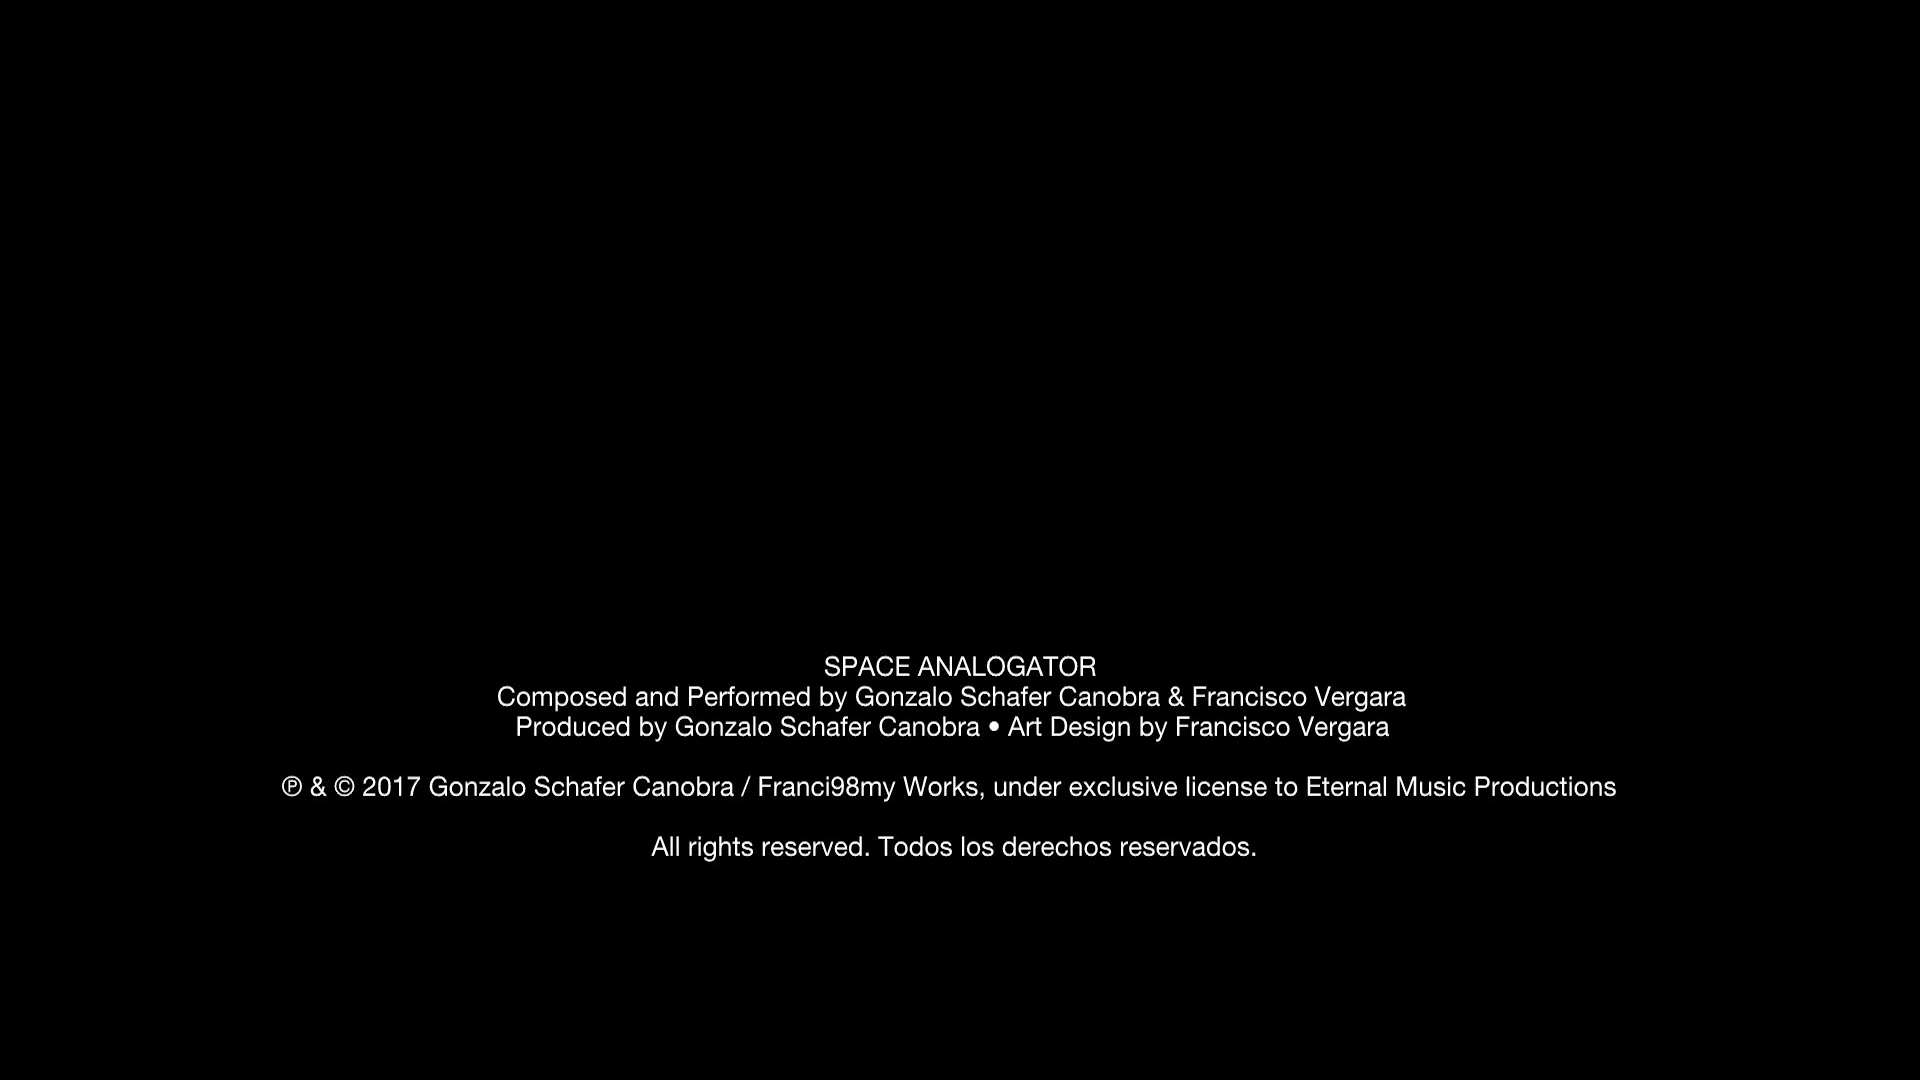 SPACE ANALOGATOR
Composed and Performed by Gonzalo Schafer Canobra & Francisco Vergara
Produced by Gonzalo Schafer Canobra • Art Design by Francisco Vergara
℗ & © 2017 Gonzalo Schafer Canobra / Franci98my Works, under exclusive license to Eternal Music Productions
All rights reserved. Todos los derechos reservados.